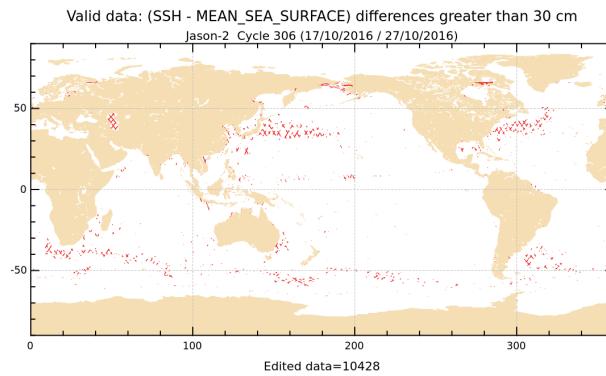 Valid data: (SSH - MEAN_SEA_SURFACE) differences greater than 30 cm
Jason-2 Cycle 306 (17/10/2016 / 27/10/2016)
50
0
-50
0 100 200 300
Edited data=10428